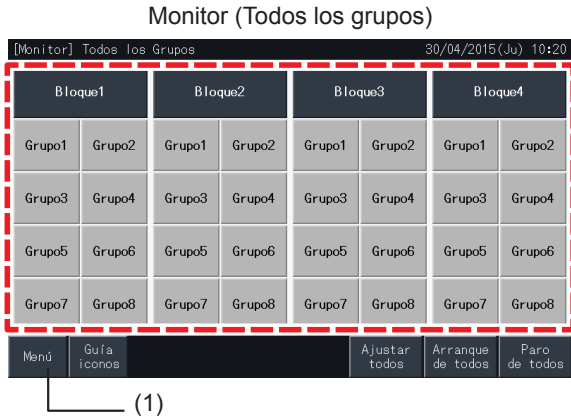 Monitor (Todos los grupos)
[Monitor] Todos los Grupos 30/04/2015(Ju) 10:20
Bloque1 Bloque2 Bloque3 Bloque4
Grupo1 Grupo2 Grupo1 Grupo2 Grupo1 Grupo2 Grupo1 Grupo2
Grupo3 Grupo4 Grupo3 Grupo4 Grupo3 Grupo4 Grupo3 Grupo4
Grupo5 Grupo6 Grupo5 Grupo6 Grupo5 Grupo6 Grupo5 Grupo6
Grupo7 Grupo8 Grupo7 Grupo8 Grupo7 Grupo8 Grupo7 Grupo8
Menú Guía iconos Ajustar todos Arranque de todos Paro de todos
(1)